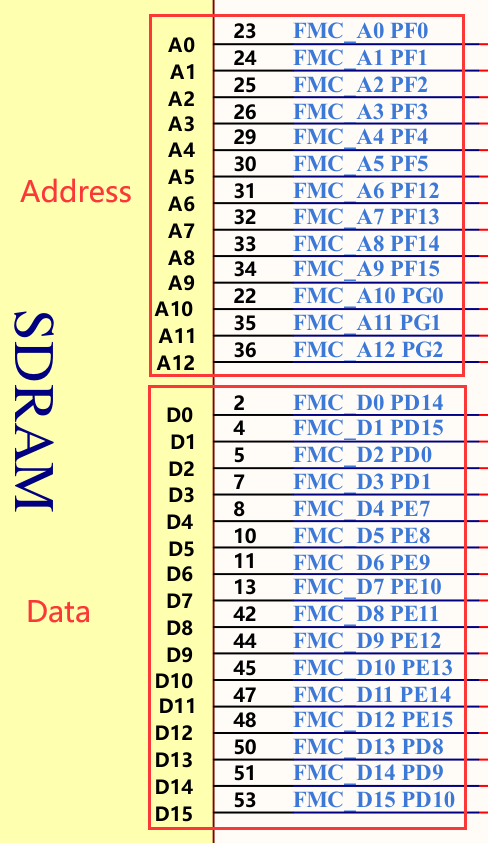 A0 23 FMC_A0 PF0
A1 24 FMC_A1 PF1
A2 25 FMC_A2 PF2
A3 26 FMC_A3 PF3
A4 29 FMC_A4 PF4
A5 30 FMC_A5 PF5
A6 31 FMC_A6 PF12
A7 32 FMC_A7 PF13
A8 33 FMC_A8 PF14
A9 34 FMC_A9 PF15
A10 22 FMC_A10 PG0
A11 35 FMC_A11 PG1
A12 36 FMC_A12 PG2
Address
SDRAM
D0 2 FMC_D0 PD14
D1 4 FMC_D1 PD15
D2 5 FMC_D2 PD0
D3 7 FMC_D3 PD1
D4 8 FMC_D4 PE7
D5 10 FMC_D5 PE8
D6 11 FMC_D6 PE9
D7 13 FMC_D7 PE10
D8 42 FMC_D8 PE11
D9 44 FMC_D9 PE12
D10 45 FMC_D10 PE13
D11 47 FMC_D11 PE14
D12 48 FMC_D12 PE15
D13 50 FMC_D13 PD8
D14 51 FMC_D14 PD9
D15 53 FMC_D15 PD10
Data